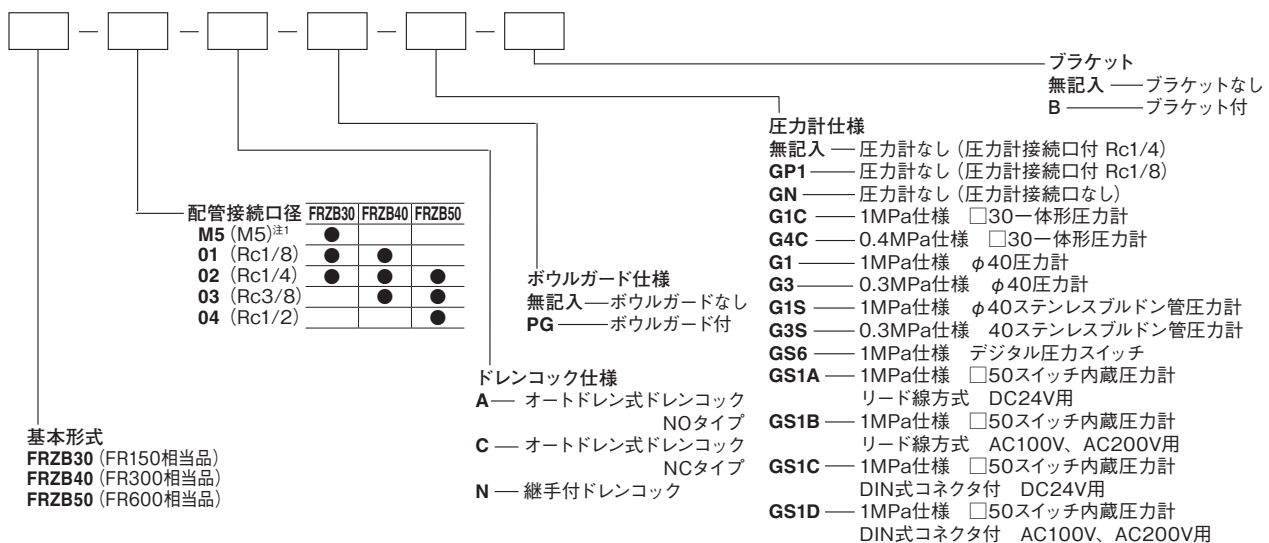 ブラケット
無記入 ── ブラケットなし
B ──── ブラケット付
圧力計仕様
無記入 ─ 圧力計なし（圧力計接続口付 Rc1/4）
GP1 ── 圧力計なし（圧力計接続口付 Rc1/8）
GN ─── 圧力計なし（圧力計接続口なし）
G1C ── 1MPa仕様　□30一体形圧力計
G4C ── 0.4MPa仕様　□30一体形圧力計
G1 ─── 1MPa仕様　φ40圧力計
G3 ─── 0.3MPa仕様　φ40圧力計
G1S ── 1MPa仕様　φ40ステンレスブルドン管圧力計
G3S ── 0.3MPa仕様　40ステンレスブルドン管圧力計
GS6 ── 1MPa仕様　デジタル圧力スイッチ
GS1A ─ 1MPa仕様　□50スイッチ内蔵圧力計
リード線方式　DC24V用
GS1B ─ 1MPa仕様　□50スイッチ内蔵圧力計
リード線方式　AC100V、AC200V用
GS1C ─ 1MPa仕様　□50スイッチ内蔵圧力計
DIN式コネクタ付　DC24V用
GS1D ─ 1MPa仕様　□50スイッチ内蔵圧力計
DIN式コネクタ付　AC100V、AC200V用
ボウルガード仕様
無記入 ─ ボウルガードなし
PG ─── ボウルガード付
ドレンコック仕様
A ─ オートドレン式ドレンコック
NOタイプ
C ─ オートドレン式ドレンコック
NCタイプ
N ─ 継手付ドレンコック
配管接続口径 FRZB30 FRZB40 FRZB50
M5（M5）注1 ●
01（Rc1/8） ● ●
02（Rc1/4） ● ● ●
03（Rc3/8） ● ●
04（Rc1/2） ●
基本形式
FRZB30（FR150相当品）
FRZB40（FR300相当品）
FRZB50（FR600相当品）